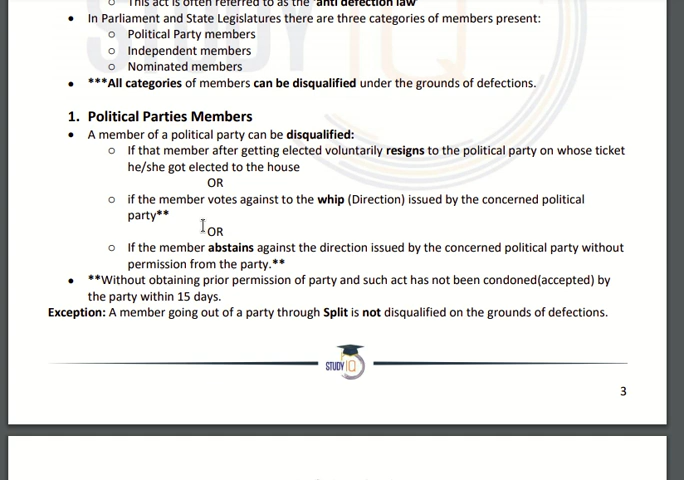 ○ This act is often referred to as the 'anti defection law'
• In Parliament and State Legislatures there are three categories of members present:
○ Political Party members
○ Independent members
○ Nominated members
• ***All categories of members can be disqualified under the grounds of defections.
1. Political Parties Members
• A member of a political party can be disqualified:
○ If that member after getting elected voluntarily resigns to the political party on whose ticket
he/she got elected to the house
OR
○ if the member votes against to the whip (Direction) issued by the concerned political
party**
OR
○ If the member abstains against the direction issued by the concerned political party without
permission from the party.**
• **Without obtaining prior permission of party and such act has not been condoned(accepted) by
the party within 15 days.
Exception: A member going out of a party through Split is not disqualified on the grounds of defections.
STUDY IQ
3